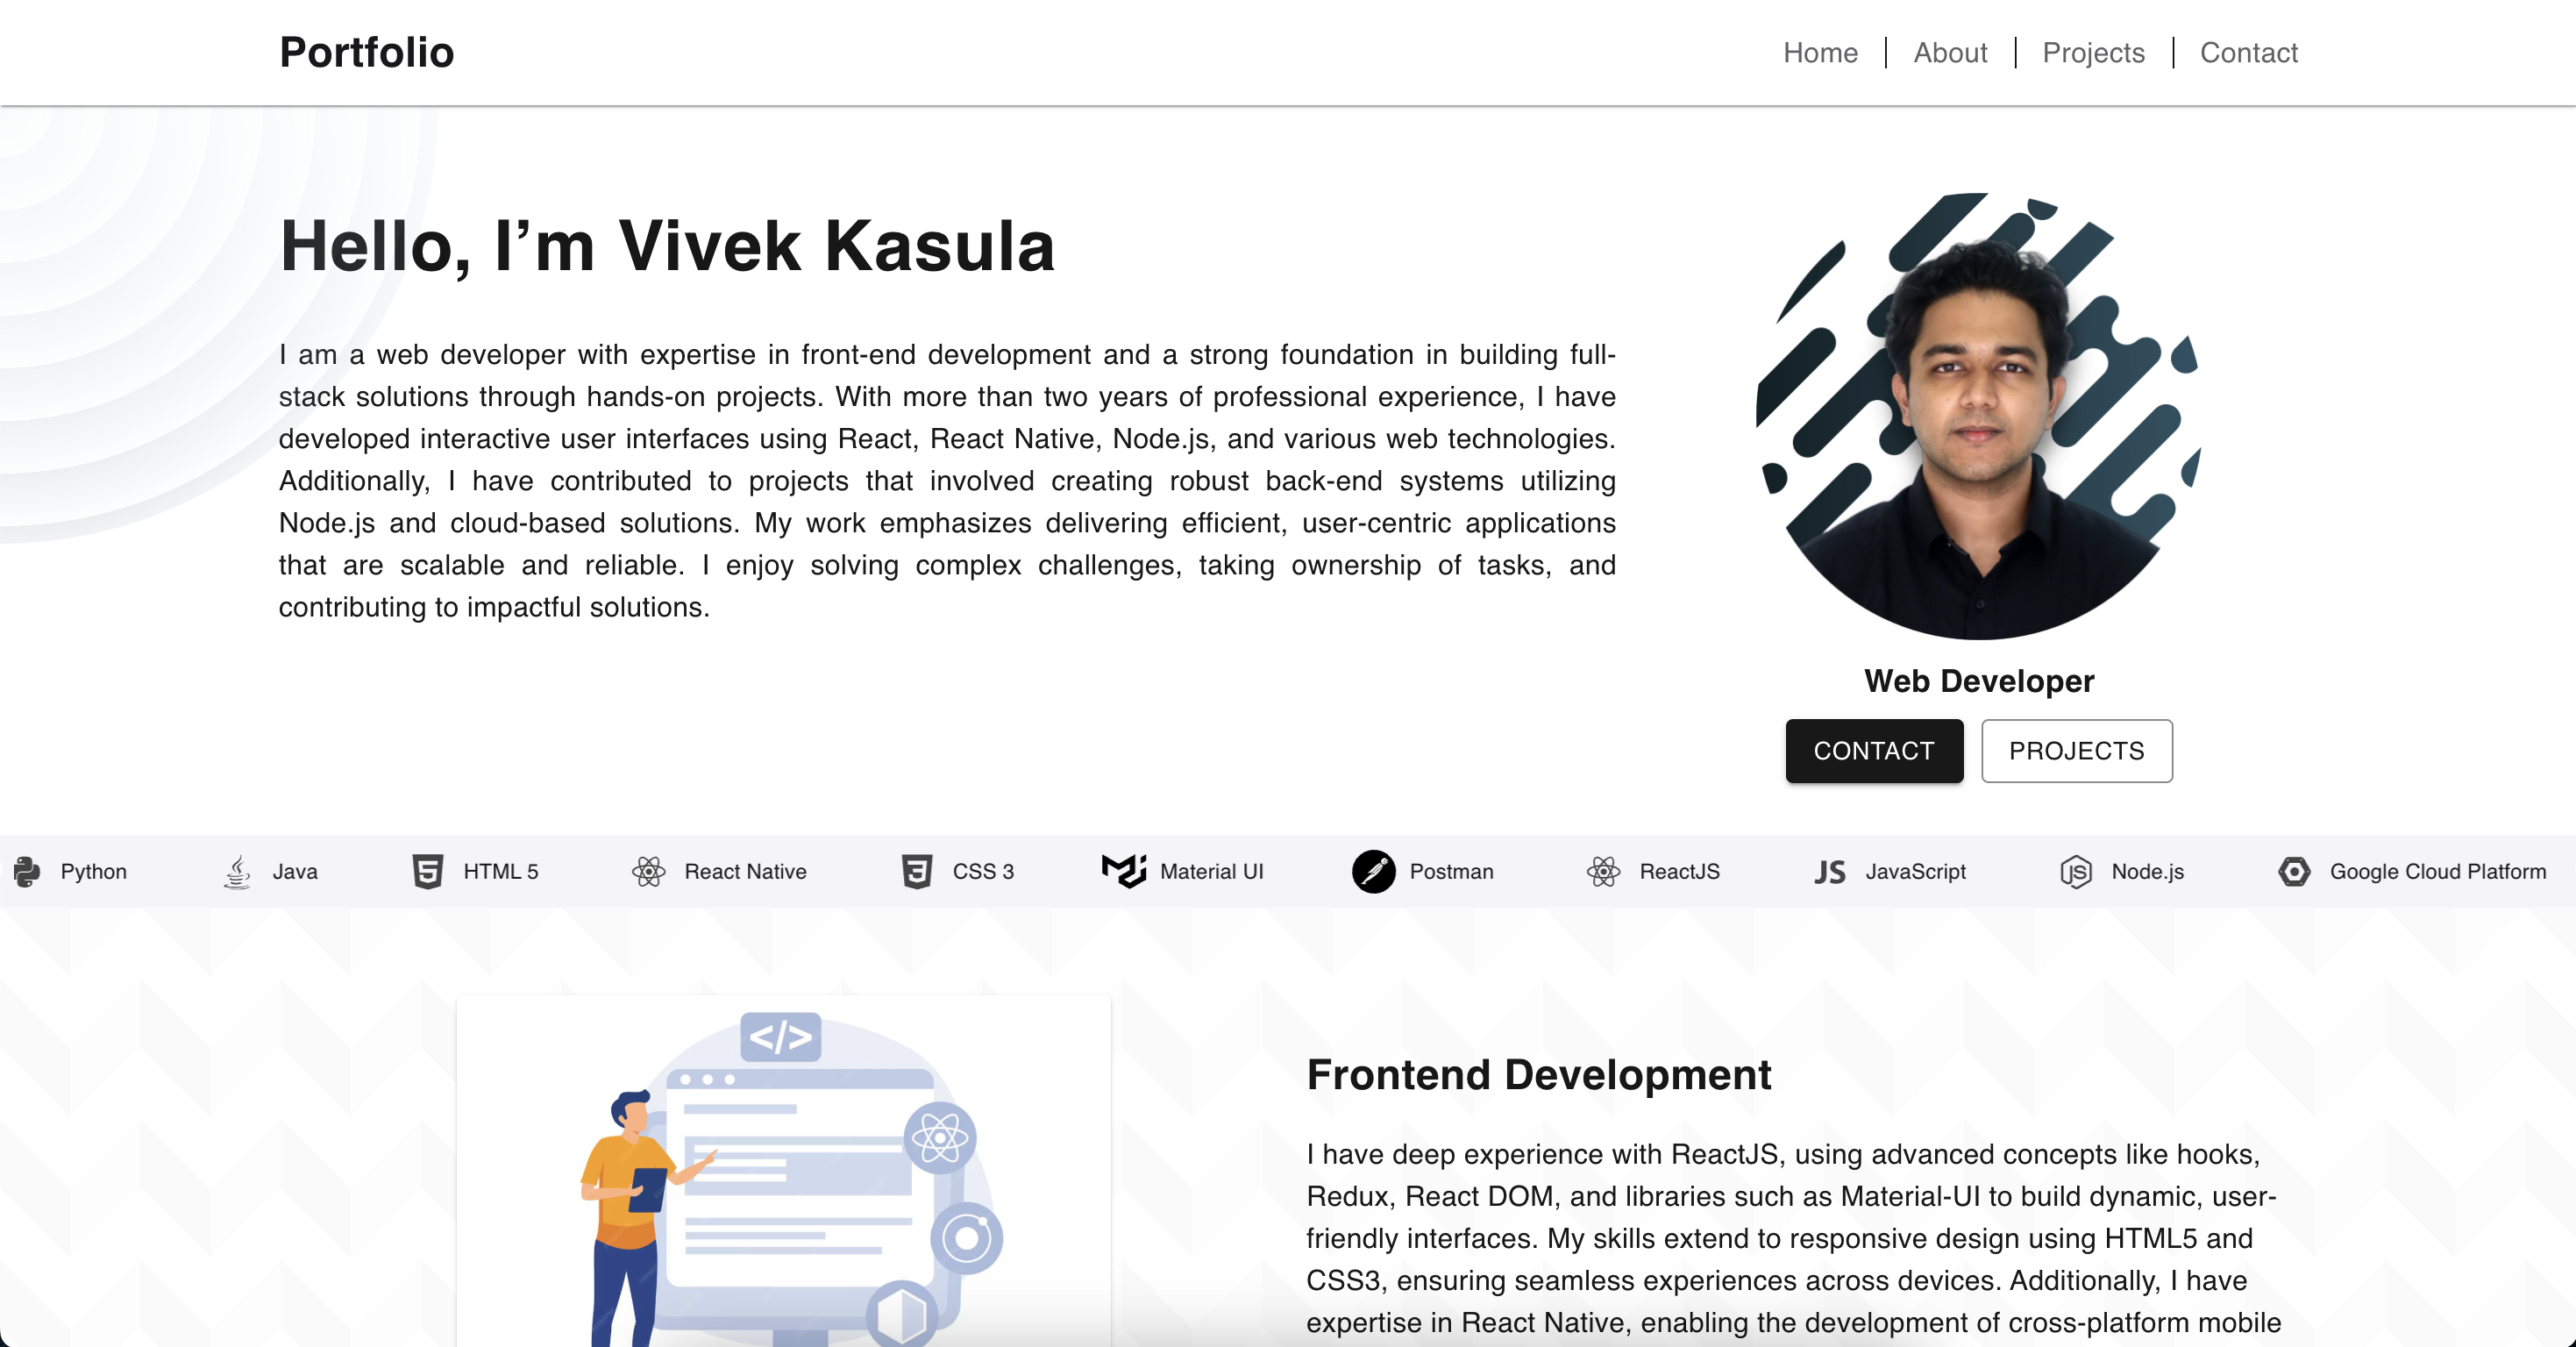 Portfolio
Home
About
Projects
Contact
Hello, I’m Vivek Kasula
I am a web developer with expertise in front-end development and a strong foundation in building full-
stack solutions through hands-on projects. With more than two years of professional experience, I have
developed interactive user interfaces using React, React Native, Node.js, and various web technologies.
Additionally, I have contributed to projects that involved creating robust back-end systems utilizing
Node.js and cloud-based solutions. My work emphasizes delivering efficient, user-centric applications
that are scalable and reliable. I enjoy solving complex challenges, taking ownership of tasks, and
contributing to impactful solutions.
Web Developer
CONTACT
PROJECTS
Python
Java
5
HTML 5
React Native
3
CSS 3
Material UI
Postman
ReactJS
JS
JavaScript
JS
Node.js
Google Cloud Platform
</>
Frontend Development
I have deep experience with ReactJS, using advanced concepts like hooks,
Redux, React DOM, and libraries such as Material-UI to build dynamic, user-
friendly interfaces. My skills extend to responsive design using HTML5 and
CSS3, ensuring seamless experiences across devices. Additionally, I have
expertise in React Native, enabling the development of cross-platform mobile